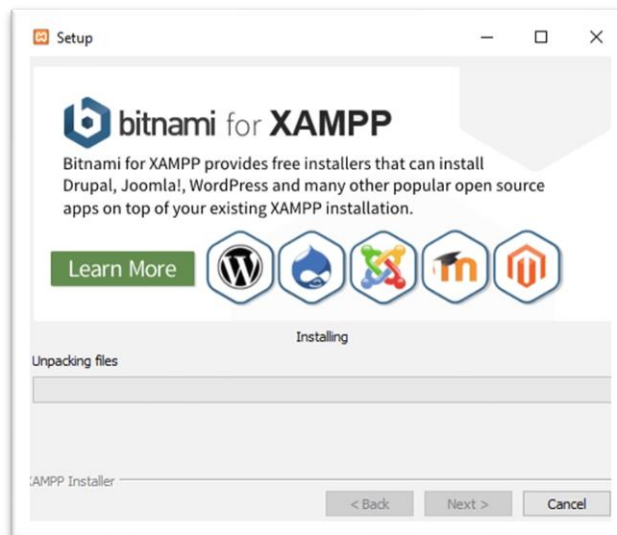 Setup
bitnami for XAMPP
Bitnami for XAMPP provides free installers that can install
Drupal, Joomla!, WordPress and many other popular open source
apps on top of your existing XAMPP installation.
Learn More
Installing
Unpacking files
XAMPP Installer
< Back Next > Cancel